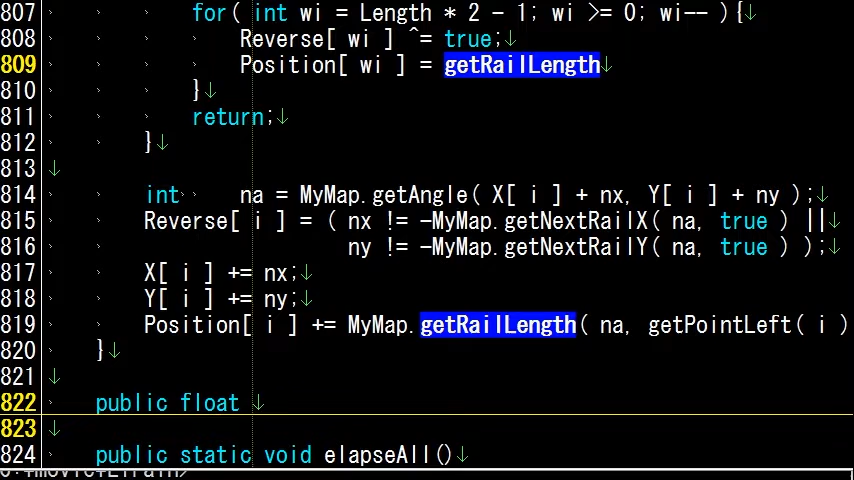 807 for( int wi = Length * 2 - 1; wi >= 0; wi-- ){↓
808 Reverse[ wi ] ^= true;↓
809 Position[ wi ] = getRailLength↓
810 }↓
811 return;↓
812 }↓
813 ↓
814 int na = MyMap.getAngle( X[ i ] + nx, Y[ i ] + ny );↓
815 Reverse[ i ] = ( nx != -MyMap.getNextRailX( na, true ) ||↓
816 ny != -MyMap.getNextRailY( na, true ) );↓
817 X[ i ] += nx;↓
818 Y[ i ] += ny;↓
819 Position[ i ] += MyMap.getRailLength( na, getPointLeft( i )
820 }↓
821 ↓
822 public float ↓
823 ↓
824 public static void elapseAll()↓